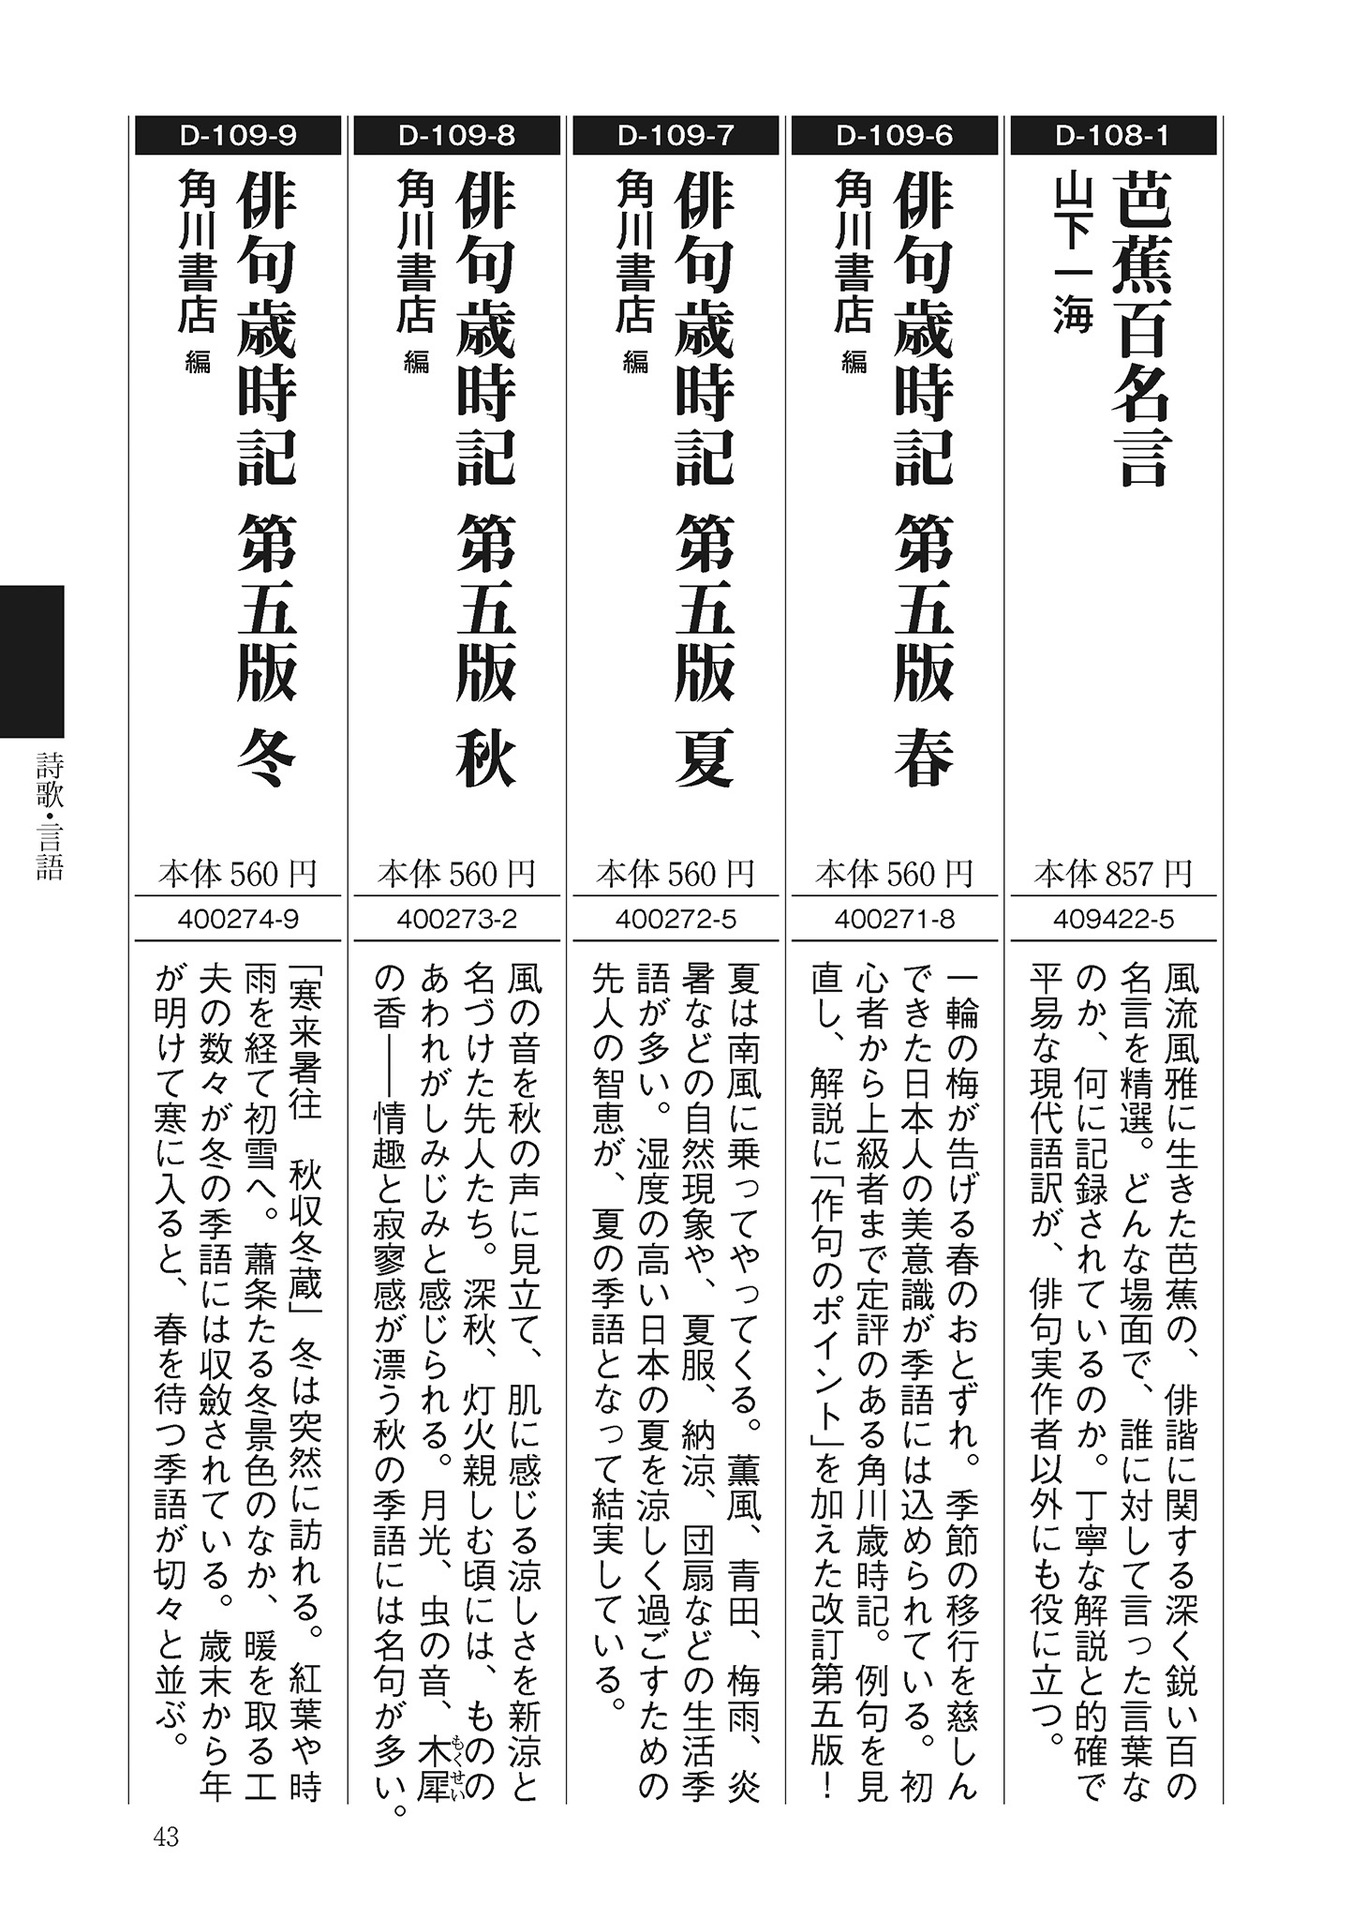 D-108-1
芭蕉百名言
山下一海
本体857円
409422-5
風流風雅に生きた芭蕉の、俳諧に関する深く鋭い百の
名言を精選。どんな場面で、誰に対して言った言葉な
のか、何に記録されているのか。丁寧な解説と的確で
平易な現代語訳が、俳句実作者以外にも役に立つ。
D-109-6
俳句歳時記 第五版 春
角川書店 編
本体560円
400271-8
一輪の梅が告げる春のおとずれ。季節の移行を慈しん
できた日本人の美意識が季語には込められている。初
心者から上級者まで定評のある角川歳時記。例句を見
直し、解説に「作句のポイント」を加えた改訂第五版！
D-109-7
俳句歳時記 第五版 夏
角川書店 編
本体560円
400272-5
夏は南風に乗ってやってくる。薫風、青田、梅雨、炎
暑などの自然現象や、夏服、納涼、団扇などの生活季
語が多い。湿度の高い日本の夏を涼しく過ごすための
先人の智恵が、夏の季語となって結実している。
D-109-8
俳句歳時記 第五版 秋
角川書店 編
本体560円
400273-2
風の音を秋の声に見立て、肌に感じる涼しさを新涼と
名づけた先人たち。深秋、灯火親しむ頃には、ものの
あわれがしみじみと感じられる。月光、虫の音、木犀
もくせい
の香――情趣と寂寥感が漂う秋の季語には名句が多い。
D-109-9
俳句歳時記 第五版 冬
角川書店 編
本体560円
400274-9
「寒来暑往　秋収冬蔵」冬は突然に訪れる。紅葉や時
雨を経て初雪へ。蕭条たる冬景色のなか、暖を取る工
夫の数々が冬の季語には収斂されている。歳末から年
が明けて寒に入ると、春を待つ季語が切々と並ぶ。
詩歌・言語
43